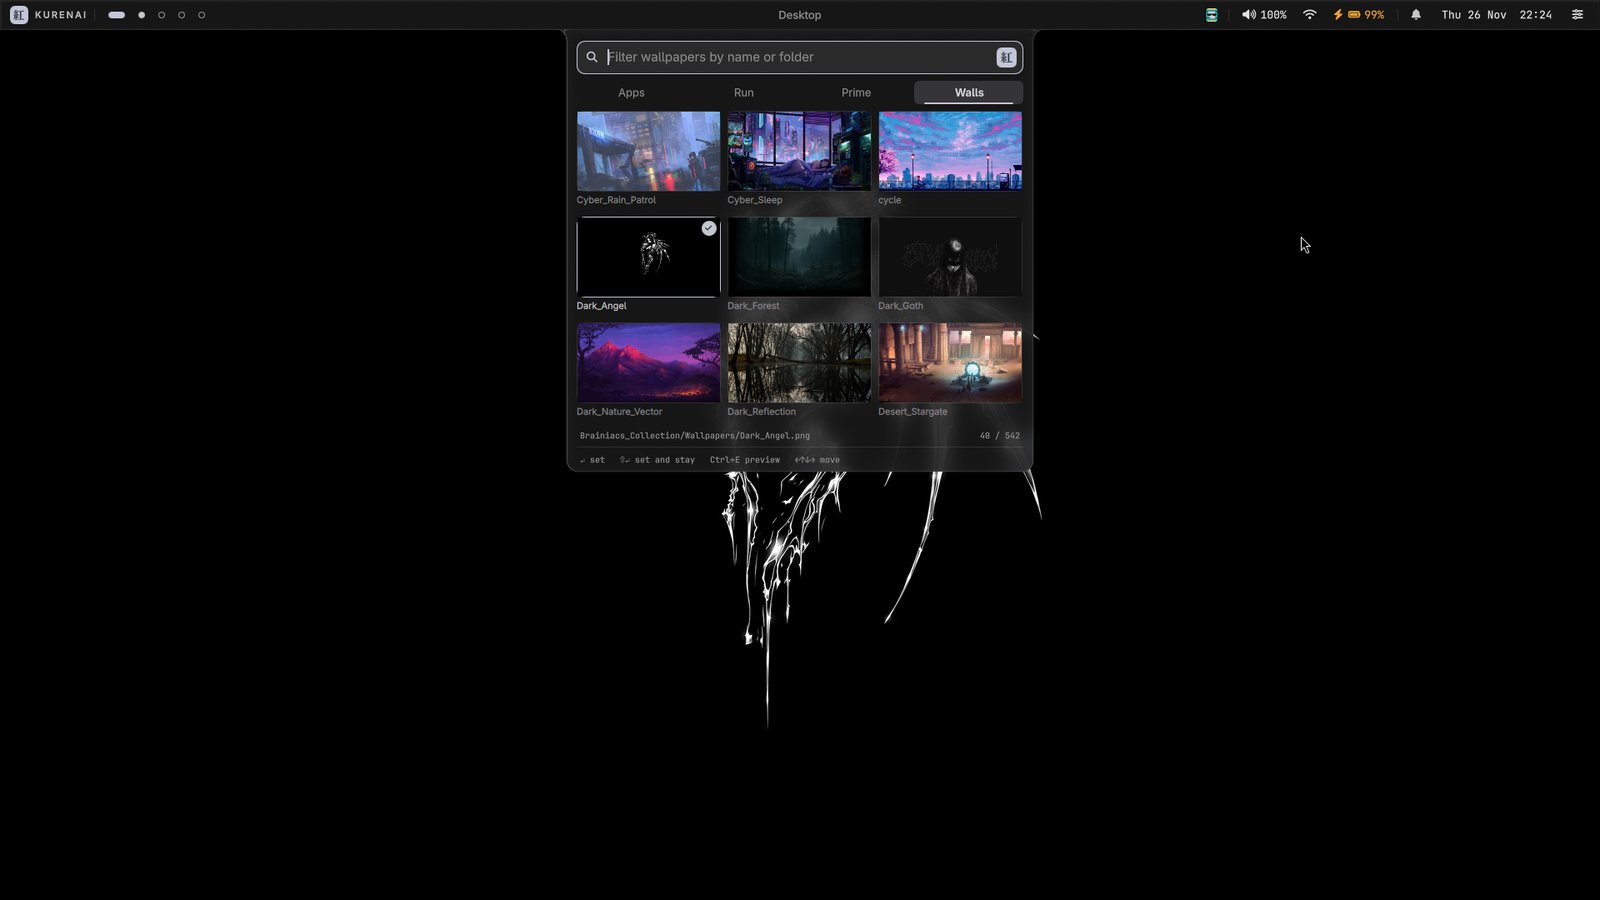 紅 KURENAI
Desktop
100%
99%
Thu 26 Nov 22:24
Filter wallpapers by name or folder 紅
Apps Run Prime Walls
Cyber_Rain_Patrol Cyber_Sleep cycle
Dark_Angel Dark_Forest Dark_Goth
Dark_Nature_Vector Dark_Reflection Desert_Stargate
Brainiacs_Collection/Wallpapers/Dark_Angel.png 40 / 542
↵ set ⇧↵ set and stay Ctrl+E preview ←↑↓→ move